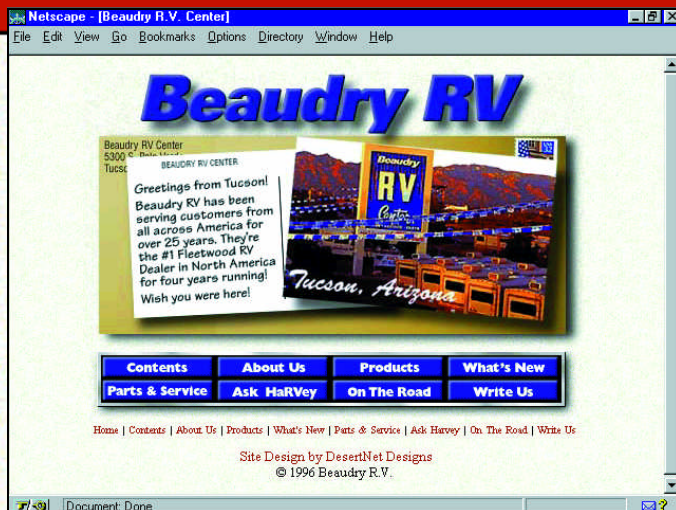 Netscape - [Beaudry R.V. Center]
File Edit View Go Bookmarks Options Directory Window Help
Beaudry RV
Beaudry RV Center
5300 S.
BEAUDRY RV CENTER
Greetings from Tucson!
Beaudry RV has been
serving customers from
all across America for
over 25 years. They're
the #1 Fleetwood RV
Dealer in North America
for four years running!
Wish you were here!
Beaudry
RV
Center
Tucson, Arizona
Contents About Us Products What's New
Parts & Service Ask HaRVey On The Road Write Us
Home | Contents | About Us | Products | What's New | Parts & Service | Ask Harvey | On The Road | Write Us
Site Design by DesertNet Designs
© 1996 Beaudry R.V.
Document: Done